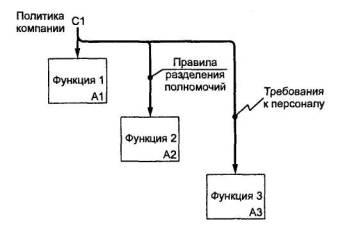 Политика
компании
C1
Функция 1
A1
Правила
разделения
полномочий
Функция 2
A2
Требования
к персоналу
Функция 3
A3